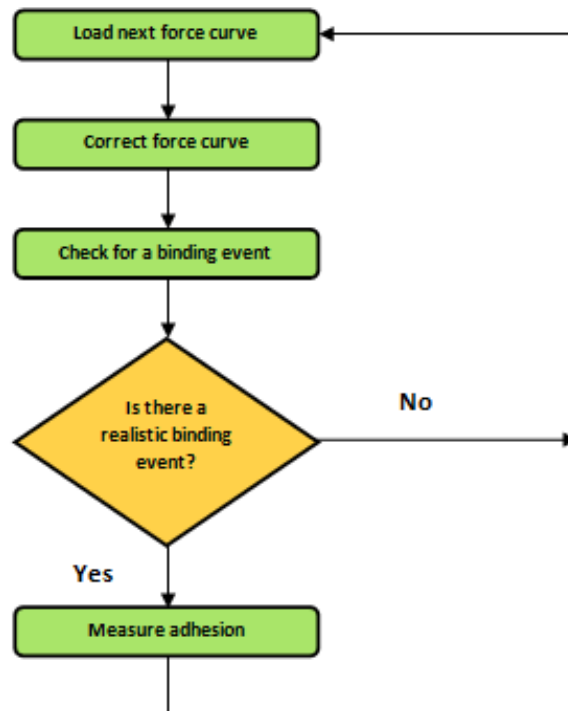 Load next force curve
Correct force curve
Check for a binding event
Is there a
realistic binding
event?
No
Yes
Measure adhesion